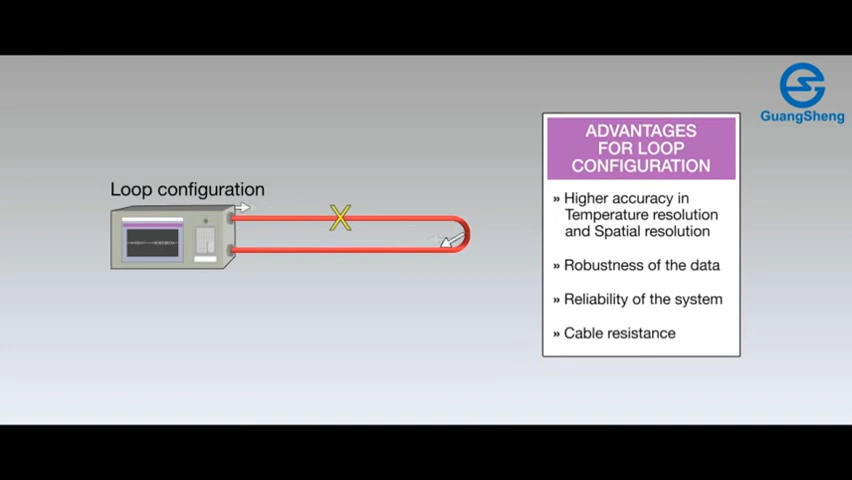 GuangSheng
ADVANTAGES
FOR LOOP
CONFIGURATION
Loop configuration
» Higher accuracy in
Temperature resolution
and Spatial resolution
» Robustness of the data
» Reliability of the system
» Cable resistance